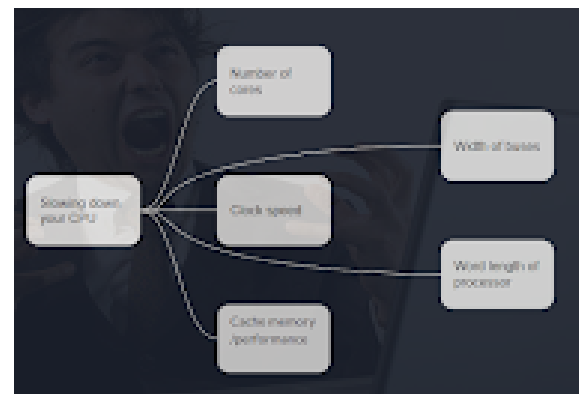 Number of
cores
Width of buses
Slowing down
your CPU
Clock speed
Word length of
processor
Cache memory
/performance